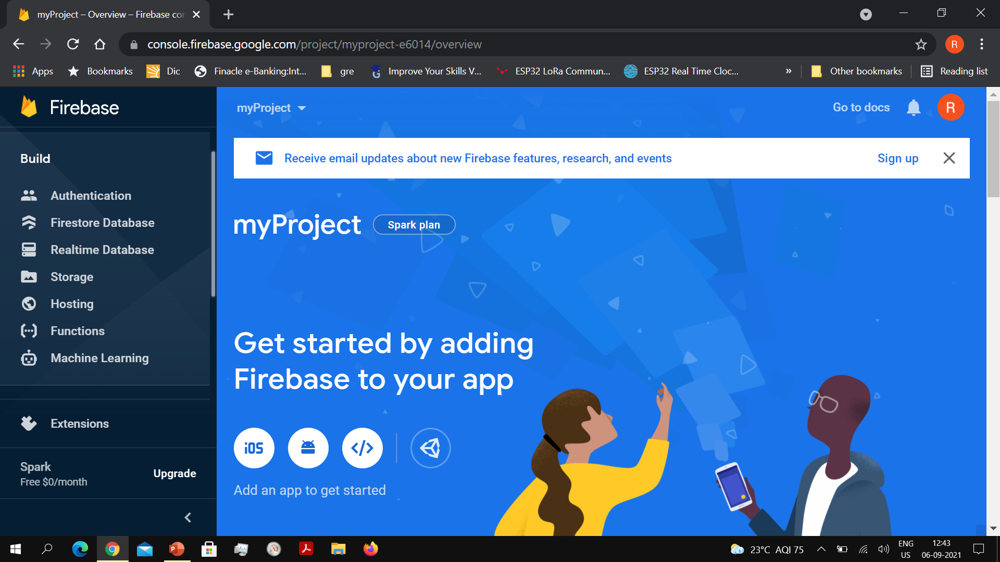 myProject – Overview – Firebase cor
console.firebase.google.com/project/myproject-e6014/overview
R
Apps
Bookmarks
Dic
Finacle e-Banking:Int...
gre
Improve Your Skills V...
ESP32 LoRa Commun...
ESP32 Real Time Cloc...
»
Other bookmarks
Reading list
Firebase
myProject
Go to docs
R
Receive email updates about new Firebase features, research, and events
Sign up
Build
Authentication
Firestore Database
Realtime Database
Storage
Hosting
Functions
Machine Learning
Extensions
Spark
Free $0/month
Upgrade
myProject
Spark plan
Get started by adding
Firebase to your app
iOS
</>
Add an app to get started
23°C AQI 75
ENG
US
12:43
06-09-2021